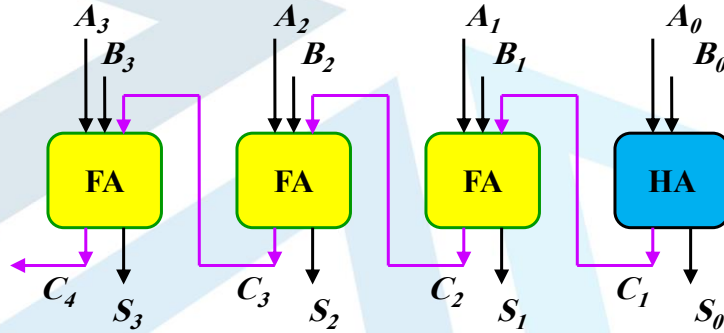 A₃ A₂ A₁ A₀
B₃ B₂ B₁ B₀
FA FA FA HA
C₄ C₃ C₂ C₁
S₃ S₂ S₁ S₀